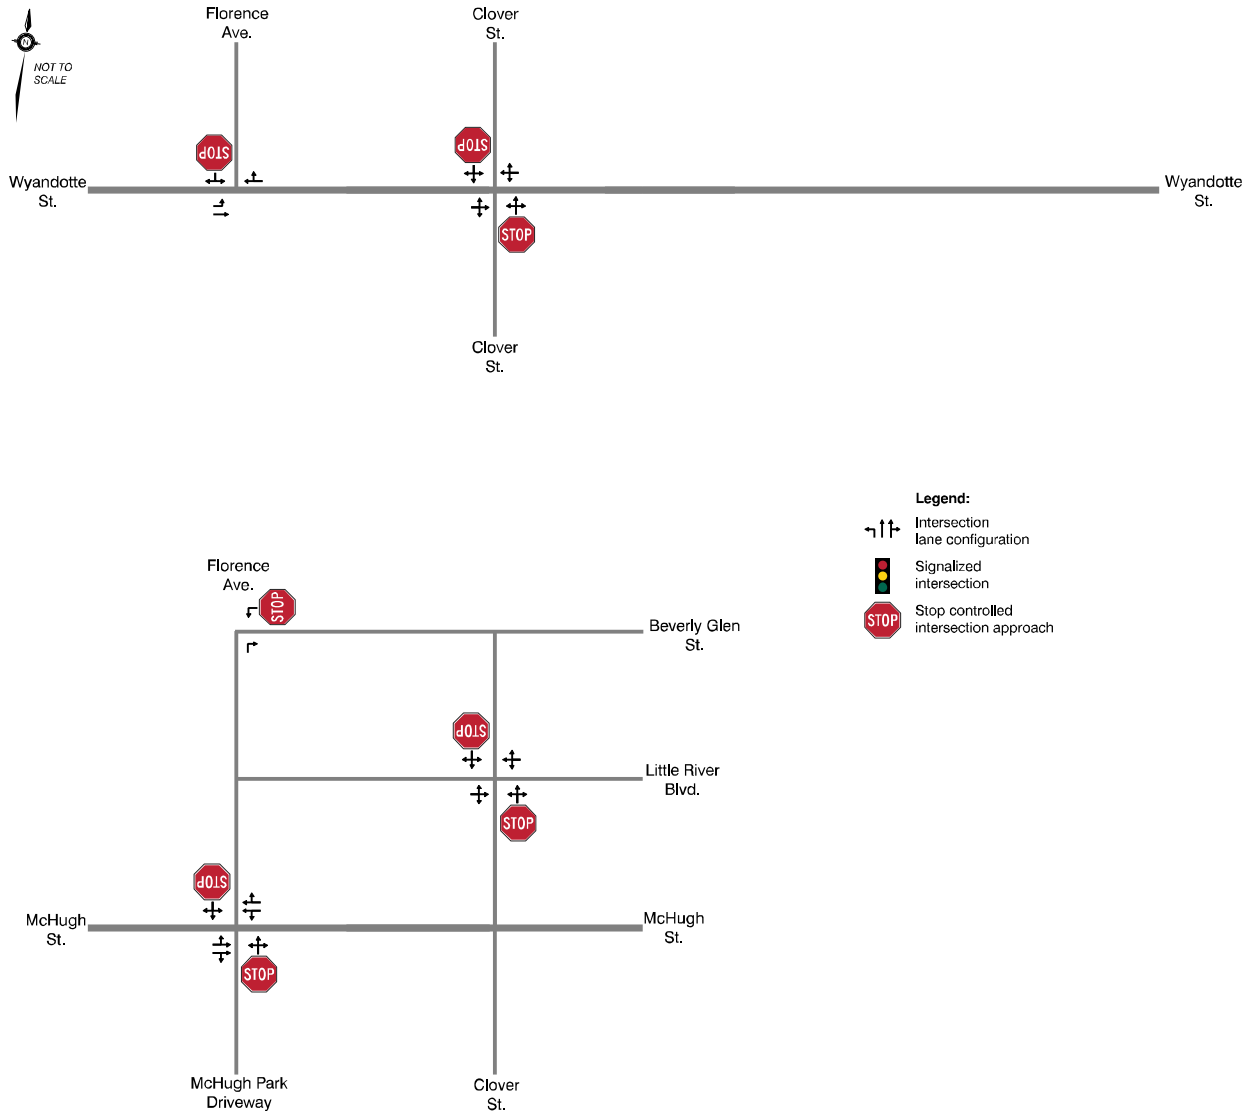 Florence
Ave.
Clover
St.
N
NOT TO
SCALE
STOP
STOP
Wyandotte
St.
Wyandotte
St.
STOP
Clover
St.
Legend:
Intersection
lane configuration
Signalized
intersection
STOP
Stop controlled
intersection approach
Florence
Ave.
STOP
Beverly Glen
St.
STOP
Little River
Blvd.
STOP
STOP
McHugh
St.
McHugh
St.
STOP
McHugh Park
Driveway
Clover
St.